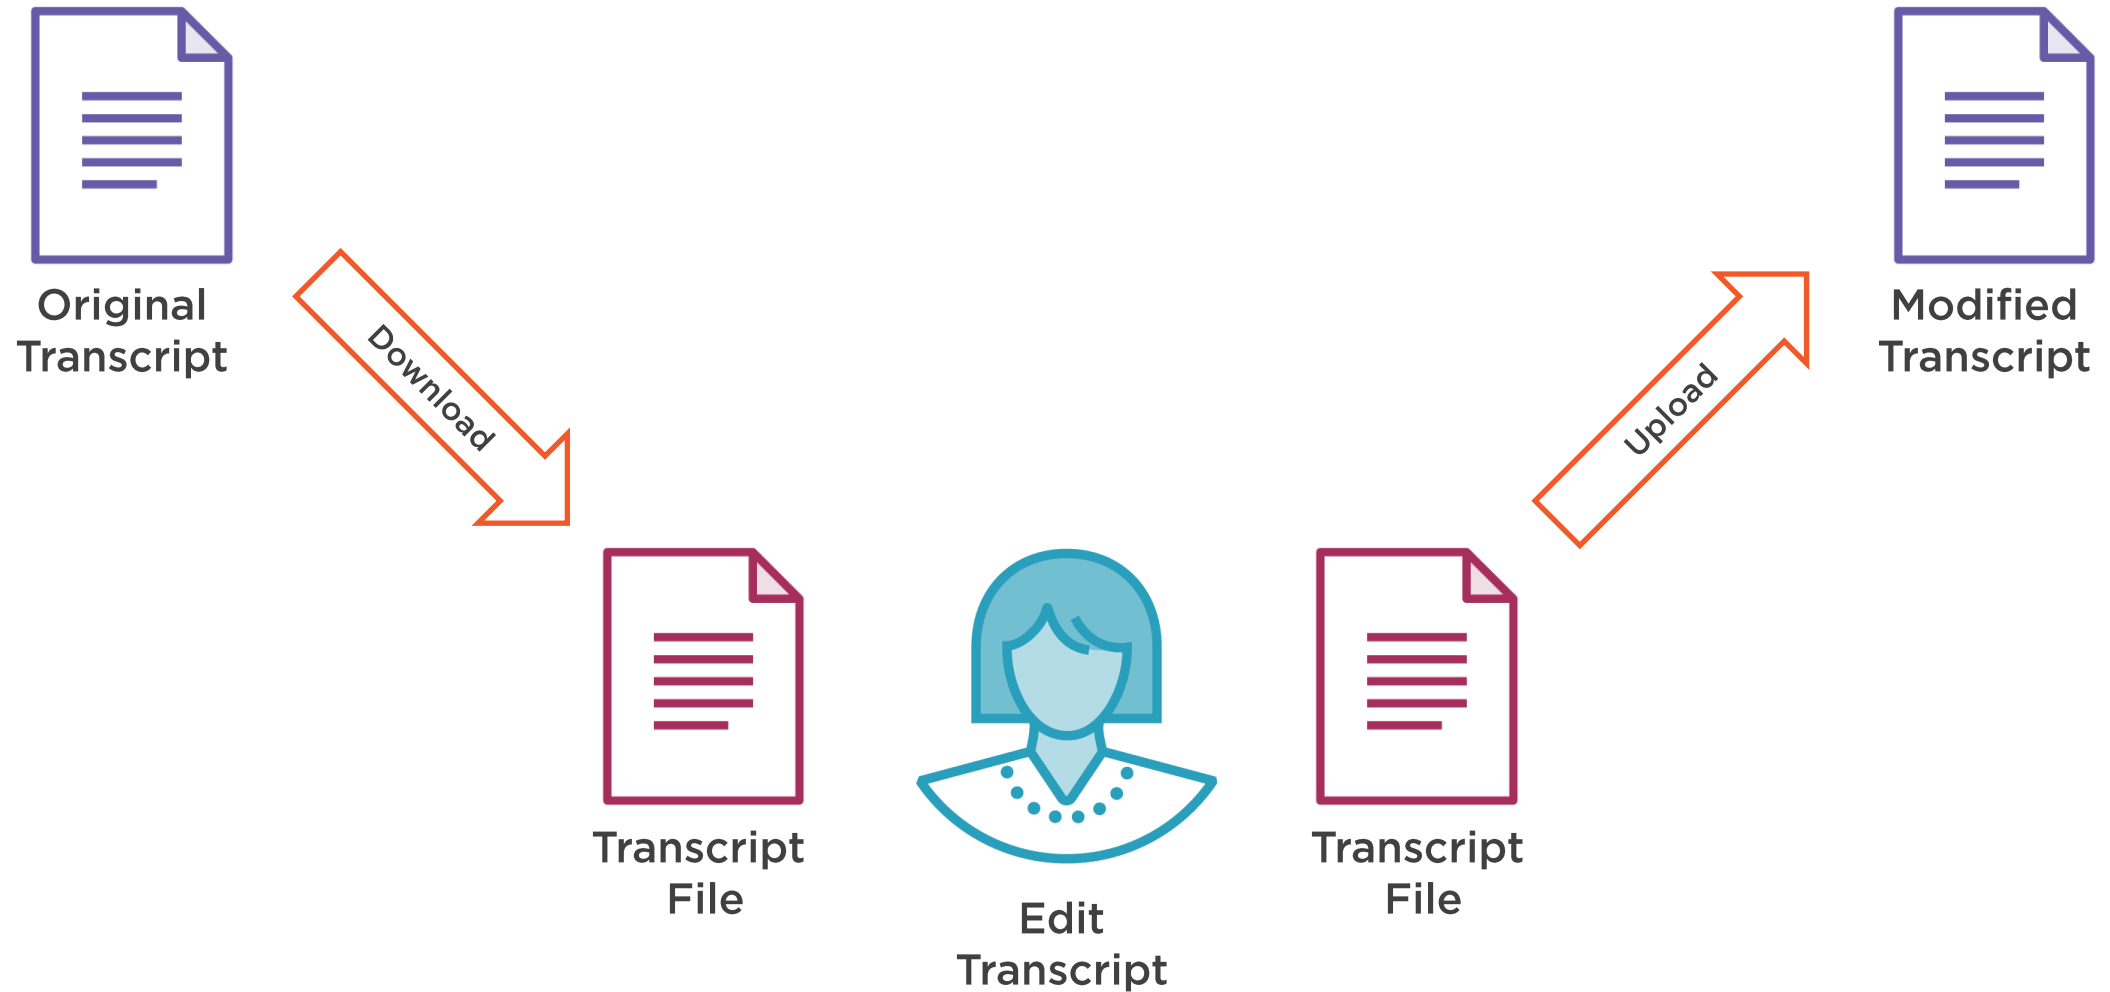 Original
Transcript
Download
Transcript
File
Edit
Transcript
Transcript
File
Upload
Modified
Transcript